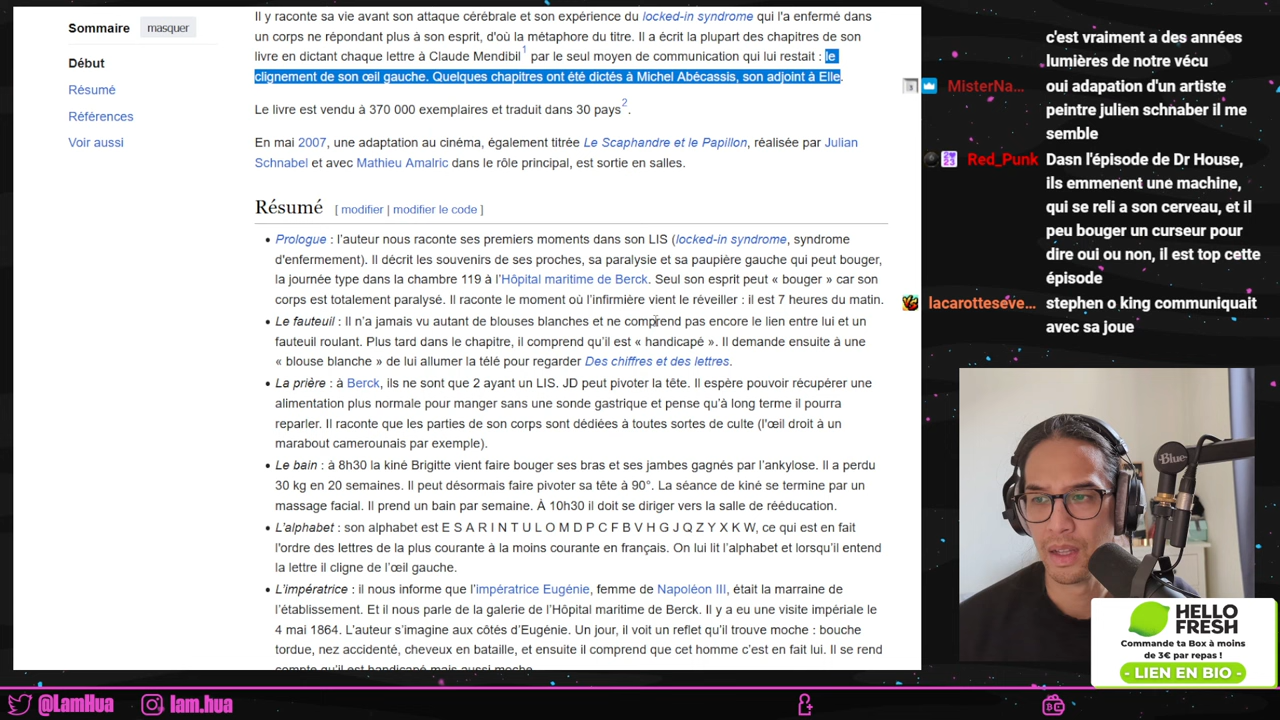 Sommaire masquer
Début
Résumé
Références
Voir aussi
Il y raconte sa vie avant son attaque cérébrale et son expérience du locked-in syndrome qui l'a enfermé dans
un corps ne répondant plus à son esprit, d'où la métaphore du titre. Il a écrit la plupart des chapitres de son
livre en dictant chaque lettre à Claude Mendibil1 par le seul moyen de communication qui lui restait : le
clignement de son œil gauche. Quelques chapitres ont été dictés à Michel Abécassis, son adjoint à Elle.
Le livre est vendu à 370 000 exemplaires et traduit dans 30 pays2.
En mai 2007, une adaptation au cinéma, également titrée Le Scaphandre et le Papillon, réalisée par Julian
Schnabel et avec Mathieu Amalric dans le rôle principal, est sortie en salles.
Résumé [ modifier | modifier le code ]
• Prologue : l'auteur nous raconte ses premiers moments dans son LIS (locked-in syndrome, syndrome
d'enfermement). Il décrit les souvenirs de ses proches, sa paralysie et sa paupière gauche qui peut bouger,
la journée type dans la chambre 119 à l'Hôpital maritime de Berck. Seul son esprit peut « bouger » car son
corps est totalement paralysé. Il raconte le moment où l'infirmière vient le réveiller : il est 7 heures du matin.
• Le fauteuil : Il n'a jamais vu autant de blouses blanches et ne comprend pas encore le lien entre lui et un
fauteuil roulant. Plus tard dans le chapitre, il comprend qu'il est « handicapé ». Il demande ensuite à une
« blouse blanche » de lui allumer la télé pour regarder Des chiffres et des lettres.
• La prière : à Berck, ils ne sont que 2 ayant un LIS. JD peut pivoter la tête. Il espère pouvoir récupérer une
alimentation plus normale pour manger sans une sonde gastrique et pense qu'à long terme il pourra
reparler. Il raconte que les parties de son corps sont dédiées à toutes sortes de culte (l'œil droit à un
marabout camerounais par exemple).
• Le bain : à 8h30 la kiné Brigitte vient faire bouger ses bras et ses jambes gagnés par l'ankylose. Il a perdu
30 kg en 20 semaines. Il peut désormais faire pivoter sa tête à 90°. La séance de kiné se termine par un
massage facial. Il prend un bain par semaine. À 10h30 il doit se diriger vers la salle de rééducation.
• L'alphabet : son alphabet est E S A R I N T U L O M D P C F B V H G J Q Z Y X K W, ce qui est en fait
l'ordre des lettres de la plus courante à la moins courante en français. On lui lit l'alphabet et lorsqu'il entend
la lettre il cligne de l'œil gauche.
• L'impératrice : il nous informe que l'impératrice Eugénie, femme de Napoléon III, était la marraine de
l'établissement. Et il nous parle de la galerie de l'Hôpital maritime de Berck. Il y a eu une visite impériale le
4 mai 1864. L'auteur s'imagine aux côtés d'Eugénie. Un jour, il voit un reflet qu'il trouve moche : bouche
tordue, nez accidenté, cheveux en bataille, et ensuite il comprend que cet homme c'est en fait lui. Il se rend
compte qu'il est handicapé mais aussi moche.
c'est vraiment a des années
lumières de notre vécu
MisterNa... oui adapation d'un artiste
peintre julien schnaber il me
semble
Red_Punk Dasn l'épisode de Dr House,
ils emmenent une machine,
qui se reli a son cerveau, et il
peu bouger un curseur pour
dire oui ou non, il est top cette
épisode
lacarotteseve... stephen o king communiquait
avec sa joue
Blue
HELLO
FRESH
Commande ta Box à moins
de 3€ par repas !
- LIEN EN BIO -
@LamHua
lam.hua